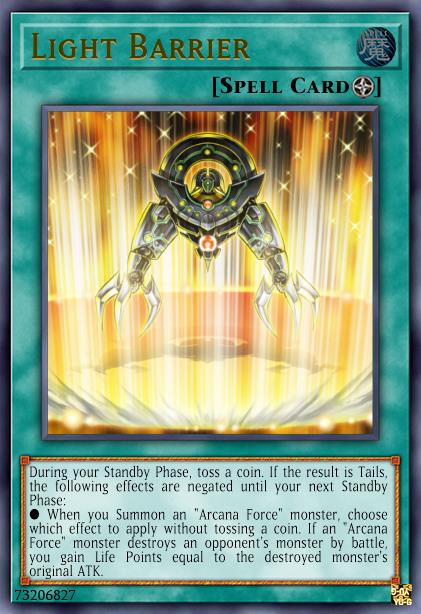 Light Barrier
魔
[Spell Card]
During your Standby Phase, toss a coin. If the result is Tails,
the following effects are negated until your next Standby
Phase:
● When you Summon an "Arcana Force" monster, choose
which effect to apply without tossing a coin. If an "Arcana
Force" monster destroys an opponent's monster by battle,
you gain Life Points equal to the destroyed monster's
original ATK.
73206827